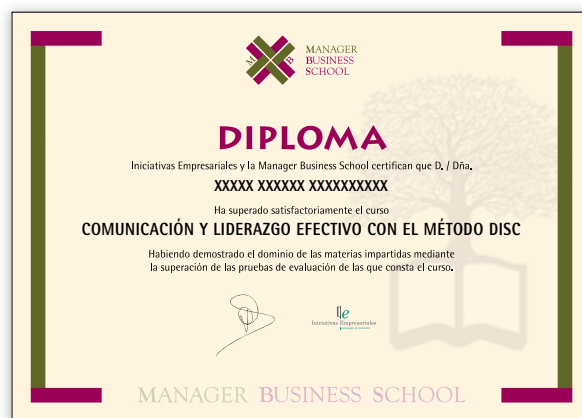 M B
MANAGER
BUSINESS
SCHOOL
DIPLOMA
Iniciativas Empresariales y la Manager Business School certifican que D. / Dña.
XXXXX XXXXXX XXXXXXXXXX
Ha superado satisfactoriamente el curso
COMUNICACIÓN Y LIDERAZGO EFECTIVO CON EL MÉTODO DISC
Habiendo demostrado el dominio de las materias impartidas mediante
la superación de las pruebas de evaluación de las que consta el curso.
Iniciativas Empresariales
MANAGER BUSINESS SCHOOL